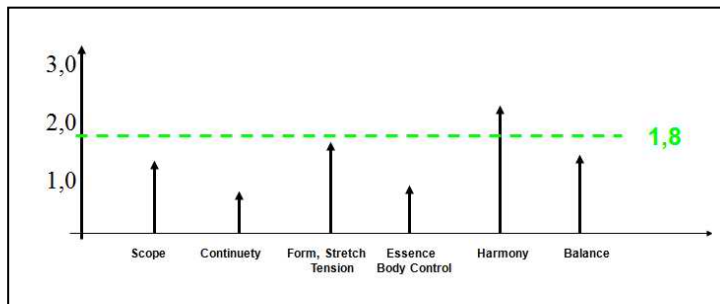 3,0
2,0
1,8
1,0
Scope
Continuety
Form, Stretch
Tension
Essence
Body Control
Harmony
Balance